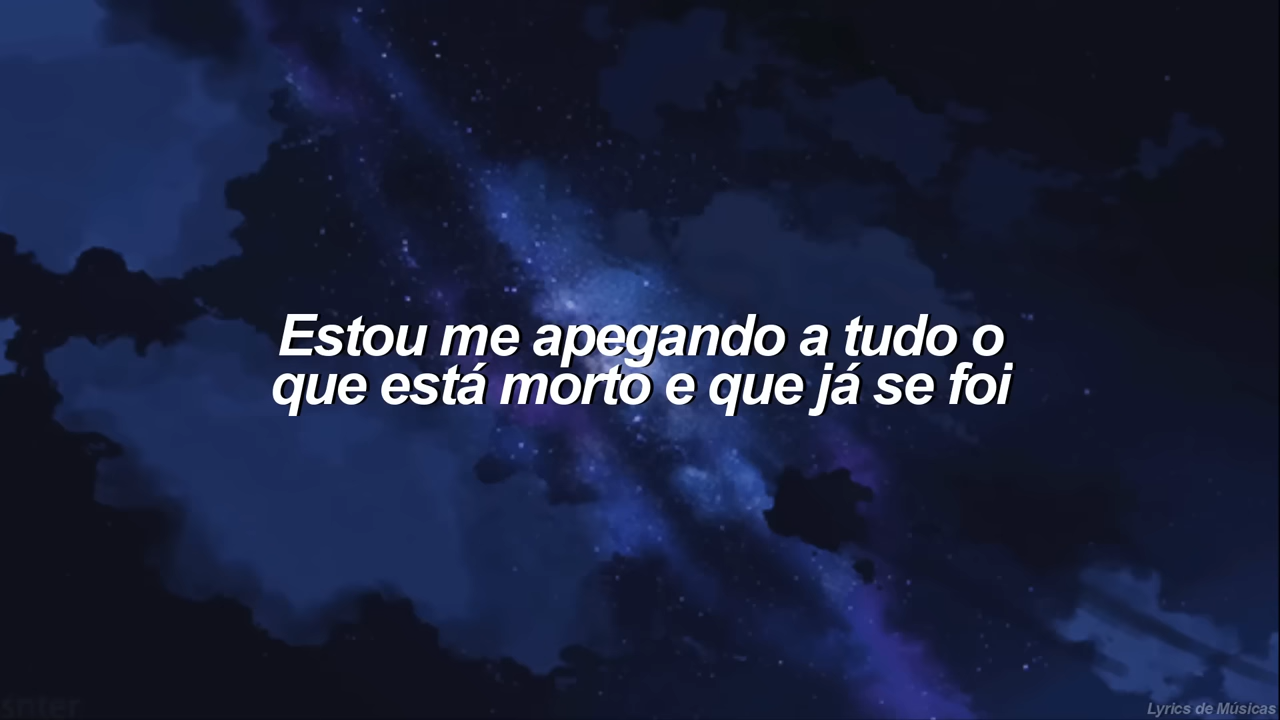 Estou me apegando a tudo o
que está morto e que já se foi
Lyrics de Músicas